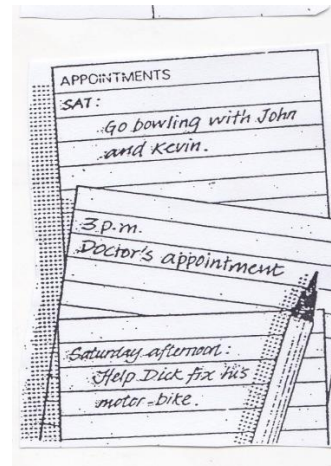 APPOINTMENTS
SAT:
Go bowling with John
and Kevin.
3 p.m.
Doctor's appointment
Saturday afternoon:
Help Dick fix his
motor-bike.